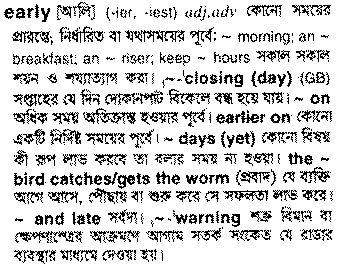 early [আলি] (-ier, -iest) adj.adv কোনো সময়ের
প্রারম্ভে, নির্ধারিত বা যথাসময়ের পূর্বে: ~ morning; an ~
breakfast; an ~ riser; keep ~ hours সকাল সকাল
শয়ন ও শয্যাত্যাগ করা। ,~-'closing (day) (GB)
সপ্তাহের যে দিন দোকানপাট বিকেলে বন্ধ হয়ে যায়। ~ on
অধিক সময় অতিক্রান্ত হওয়ার পূর্বে। earlier on কোনো
একটি নির্দিষ্ট সময়ের পূর্বে। ~ days (yet) কোনো বিষয়
কী রূপ লাভ করবে তা বলার সময় না হওয়া। the ~
bird catches/gets the worm (প্রবাদ) যে ব্যক্তি
আগে আসে, পৌঁছায় বা শুরু করে সে সফলতা লাভ করে।
~ and late সর্বদা। ,~-'warning শত্রু বিমান বা
ক্ষেপণাস্ত্রের আক্রমণে আগাম সতর্ক সংকেত যে রাডার
ব্যবস্থার মাধ্যমে দেওয়া হয়।